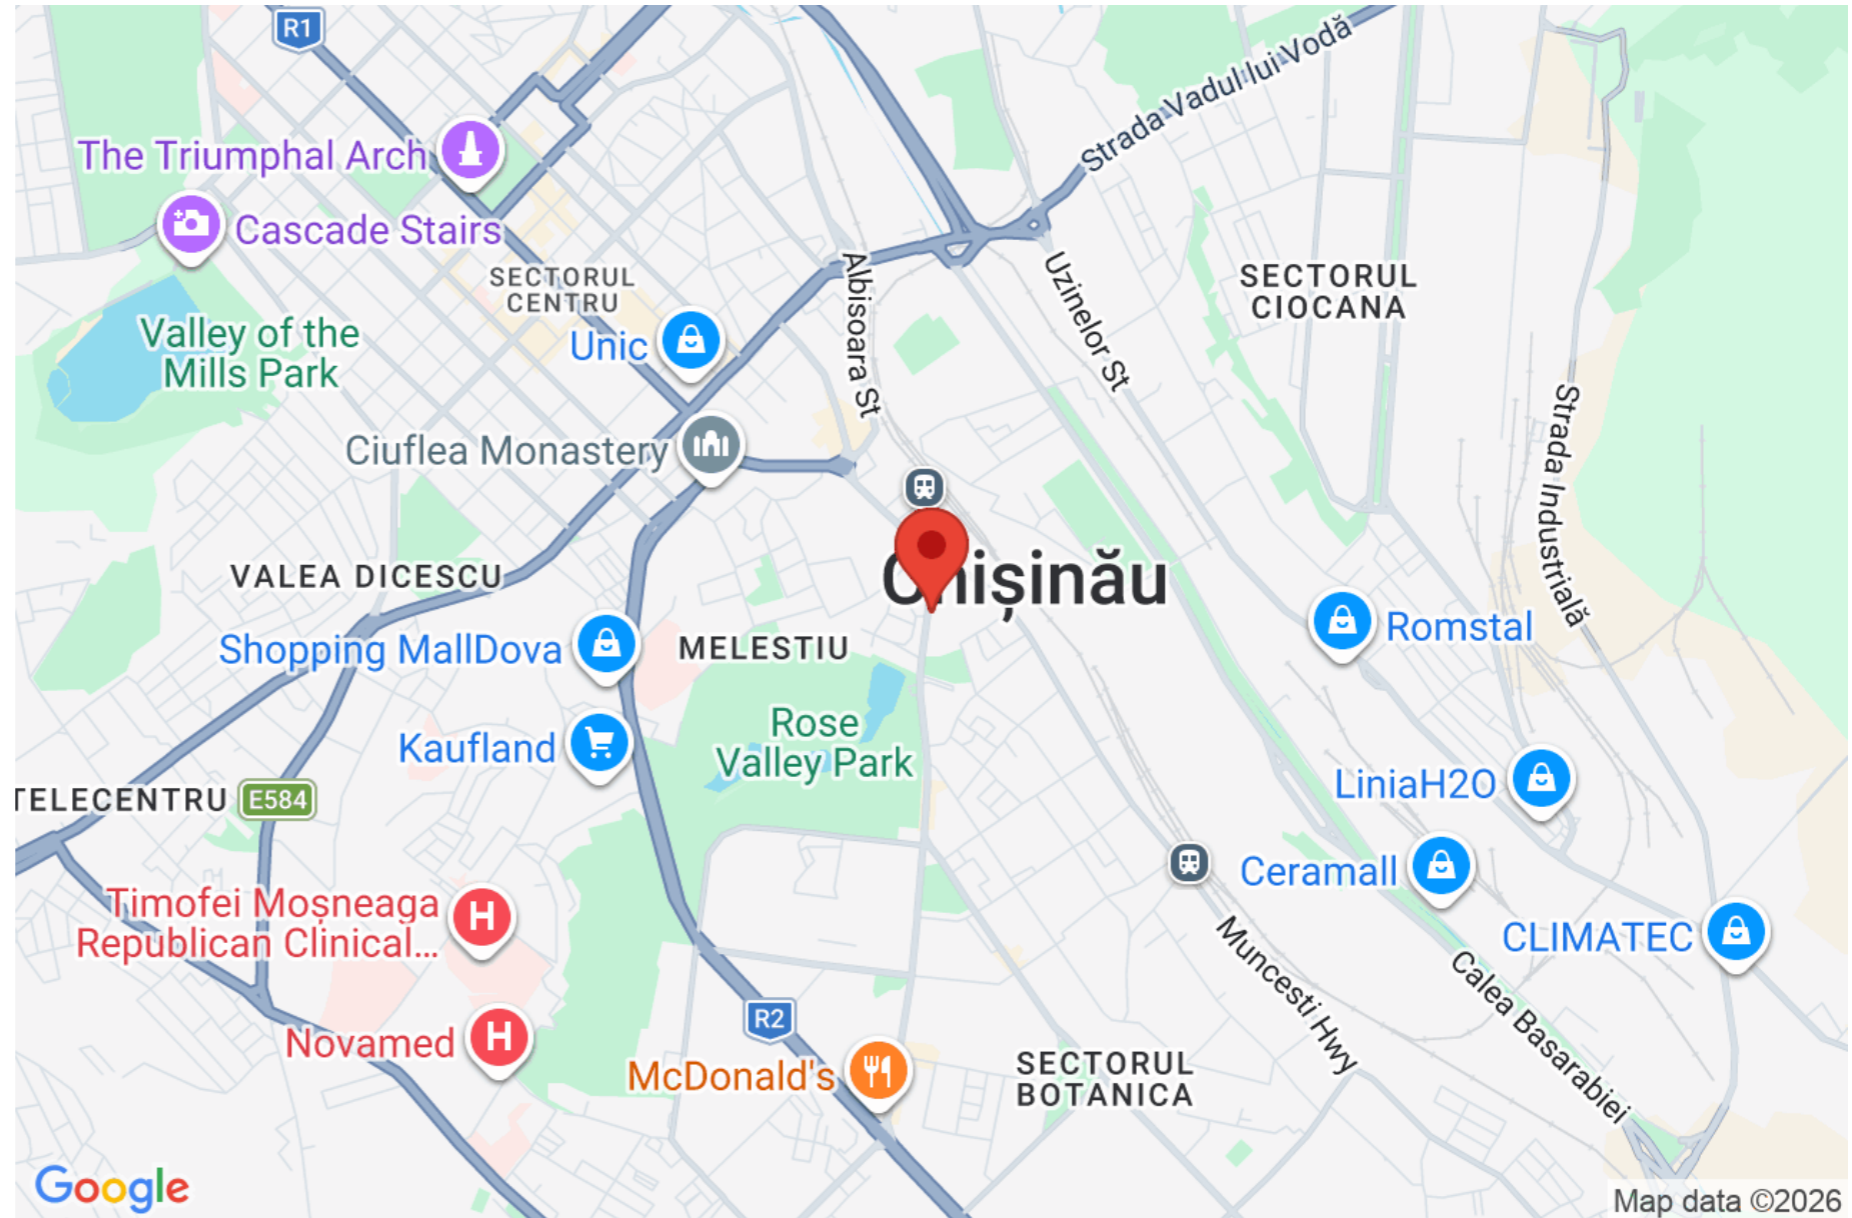 R1
Strada Vadul lui Vodă
The Triumphal Arch
Cascade Stairs
SECTORUL
CENTRU
Albisoara St
Uzinelor St
SECTORUL
CIOCANA
Valley of the
Mills Park
Unic
Strada Industrială
Ciuflea Monastery
VALEA DICESCU
Chișinău
Shopping MallDova
MELESTIU
Romstal
Kaufland
Rose
Valley Park
TELECENTRU
E584
LiniaH2O
Ceramall
Timofei Moșneaga
Republican Clinical...
H
CLIMATEC
Muncesti Hwy
Calea Basarabiei
Novamed
H
R2
McDonald's
SECTORUL
BOTANICA
Google
Map data ©2026